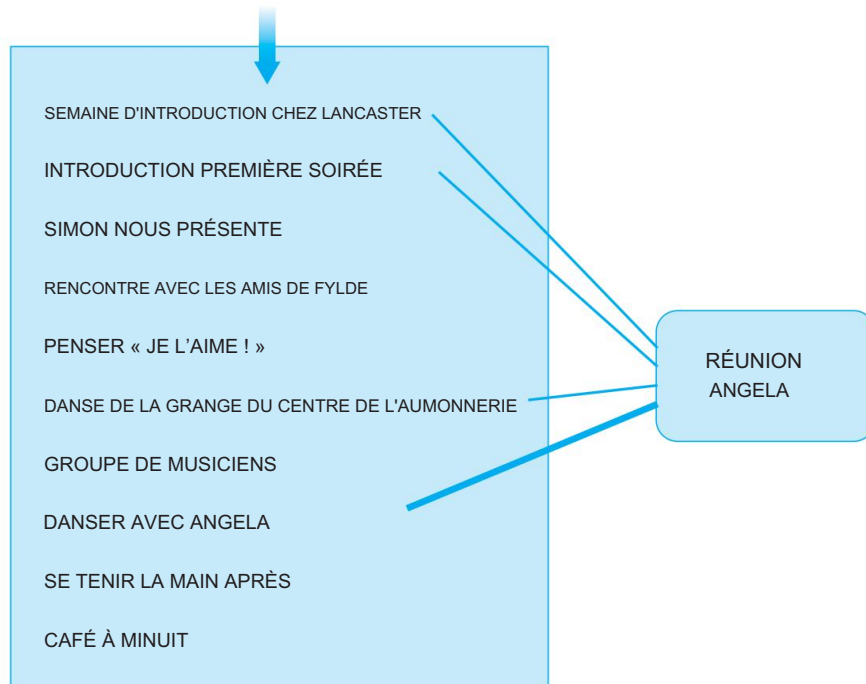 SEMAINE D'INTRODUCTION CHEZ LANCASTER
INTRODUCTION PREMIÈRE SOIRÉE
SIMON NOUS PRÉSENTE
RENCONTRE AVEC LES AMIS DE FYLDE
PENSER « JE L'AIME ! »
DANSE DE LA GRANGE DU CENTRE DE L'AUMONNERIE
GROUPE DE MUSICIENS
DANSER AVEC ANGELA
SE TENIR LA MAIN APRÈS
CAFÉ À MINUIT
RÉUNION
ANGELA